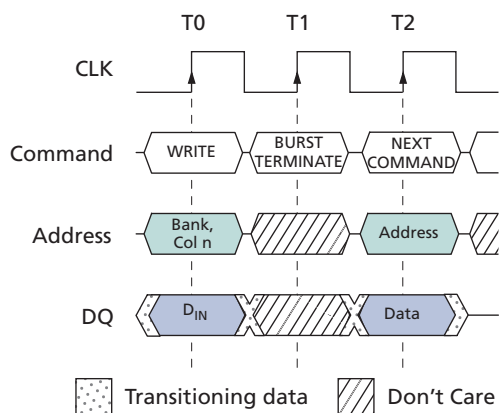 T0 T1 T2
CLK
Command WRITE BURST TERMINATE NEXT COMMAND
Address Bank, Col n Address
DQ DIN Data
Transitioning data Don't Care